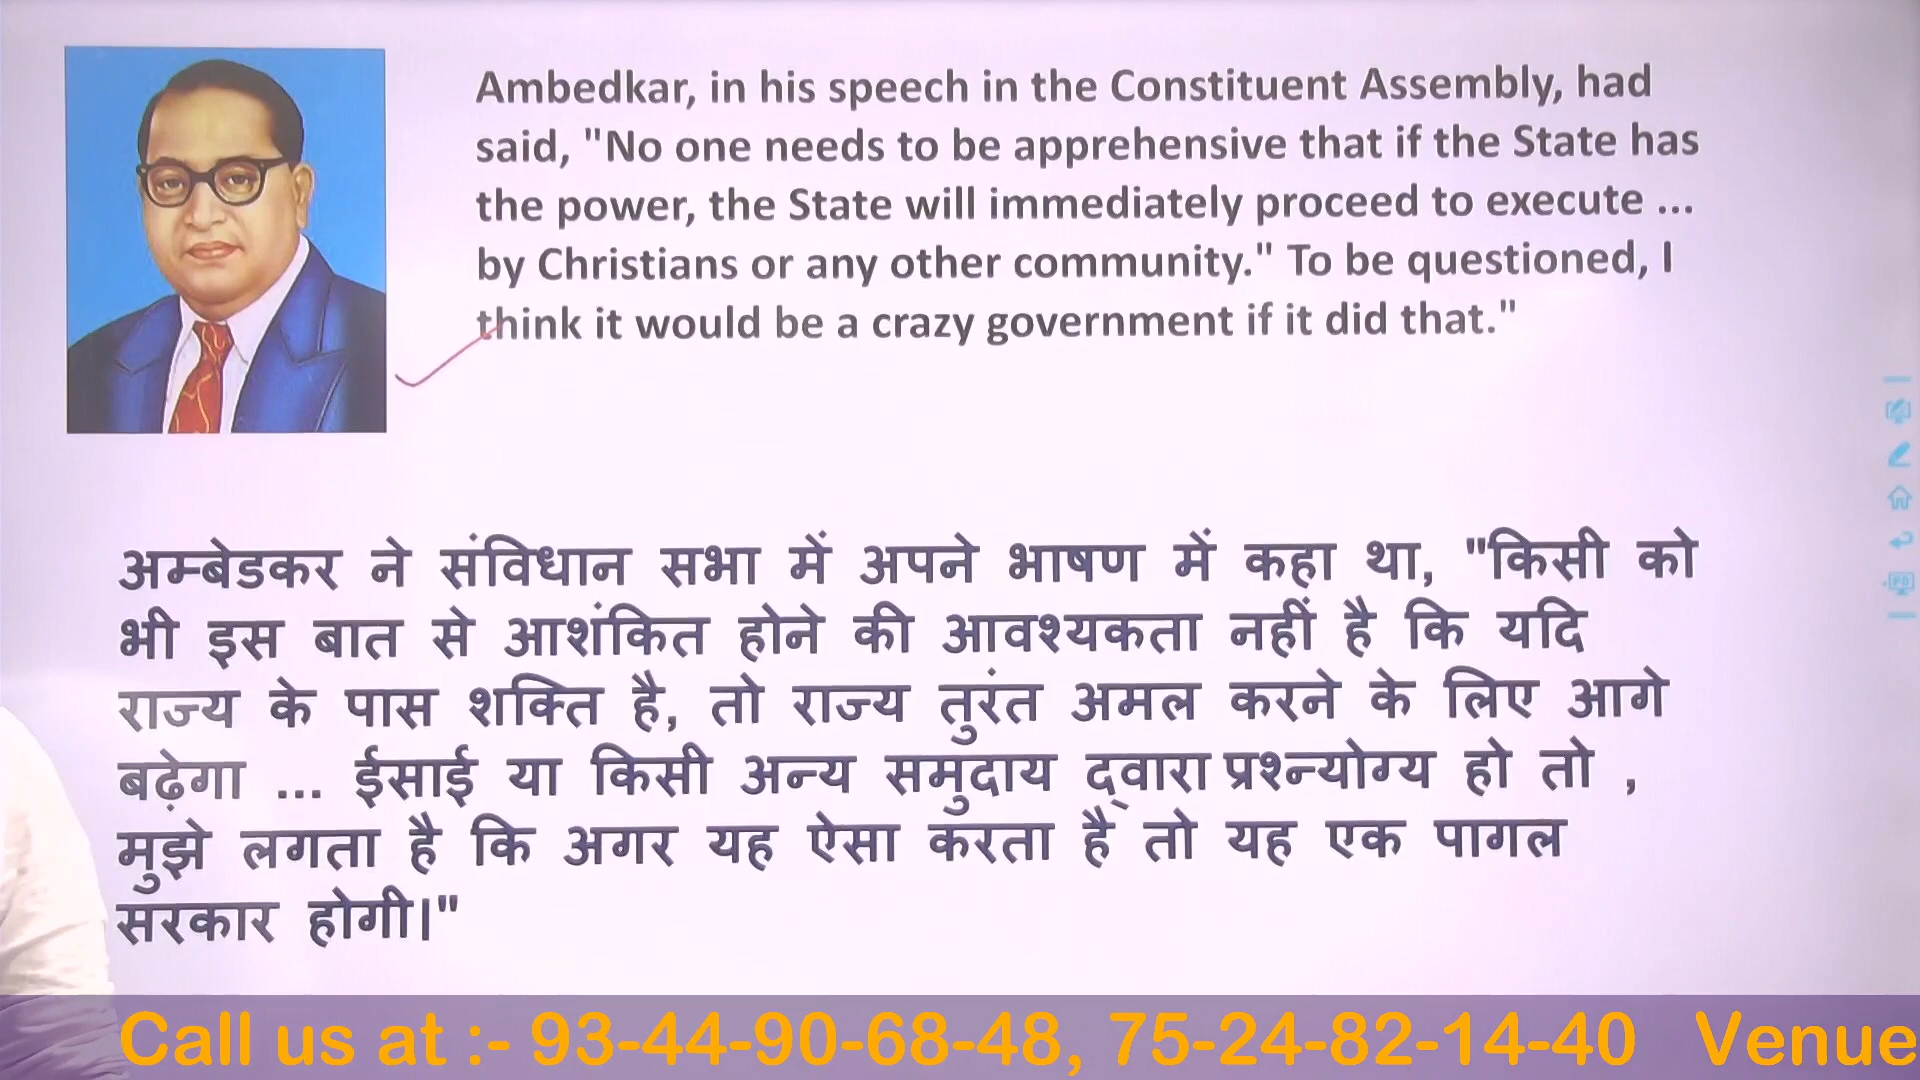 Ambedkar, in his speech in the Constituent Assembly, had
said, "No one needs to be apprehensive that if the State has
the power, the State will immediately proceed to execute ...
by Christians or any other community." To be questioned, I
think it would be a crazy government if it did that."
अम्बेडकर ने संविधान सभा में अपने भाषण में कहा था, "किसी को
भी इस बात से आशंकित होने की आवश्यकता नहीं है कि यदि
राज्य के पास शक्ति है, तो राज्य तुरंत अमल करने के लिए आगे
बढ़ेगा ... ईसाई या किसी अन्य समुदाय द्वारा प्रश्न्योग्य हो तो ,
मुझे लगता है कि अगर यह ऐसा करता है तो यह एक पागल
सरकार होगी।"
Call us at :- 93-44-90-68-48, 75-24-82-14-40 Venue